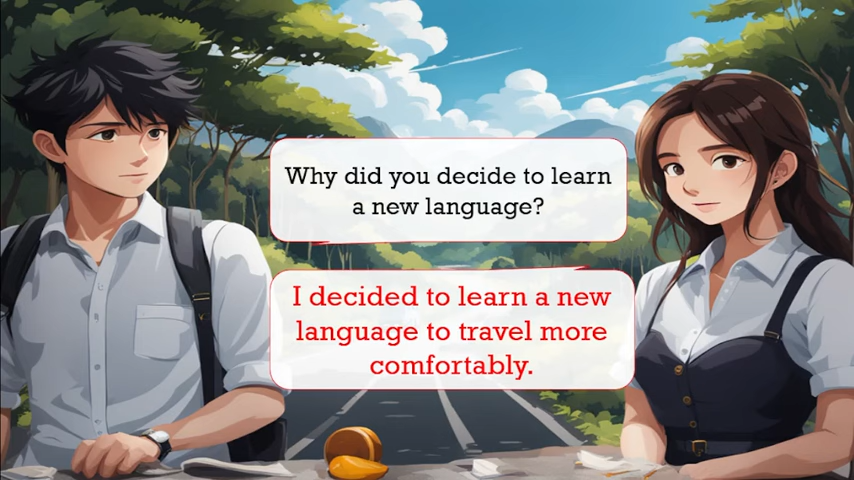 Why did you decide to learn
a new language?
I decided to learn a new
language to travel more
comfortably.